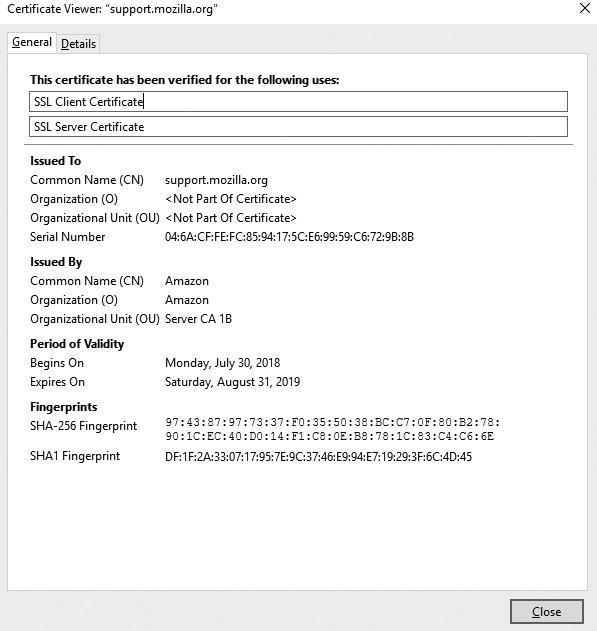 Certificate Viewer: "support.mozilla.org"
General Details
This certificate has been verified for the following uses:
SSL Client Certificate
SSL Server Certificate
Issued To
Common Name (CN) support.mozilla.org
Organization (O) <Not Part Of Certificate>
Organizational Unit (OU) <Not Part Of Certificate>
Serial Number 04:6A:CF:FE:FC:85:94:17:5C:E6:99:59:C6:72:9B:8B
Issued By
Common Name (CN) Amazon
Organization (O) Amazon
Organizational Unit (OU) Server CA 1B
Period of Validity
Begins On Monday, July 30, 2018
Expires On Saturday, August 31, 2019
Fingerprints
SHA-256 Fingerprint 97:43:87:97:73:37:F0:35:50:38:BC:C7:0F:80:B2:78:
90:1C:EC:40:D0:14:F1:C8:0E:B8:78:1C:83:C4:C6:6E
SHA1 Fingerprint DF:1F:2A:33:07:17:95:7E:9C:37:46:E9:94:E7:19:29:3F:6C:4D:45
Close